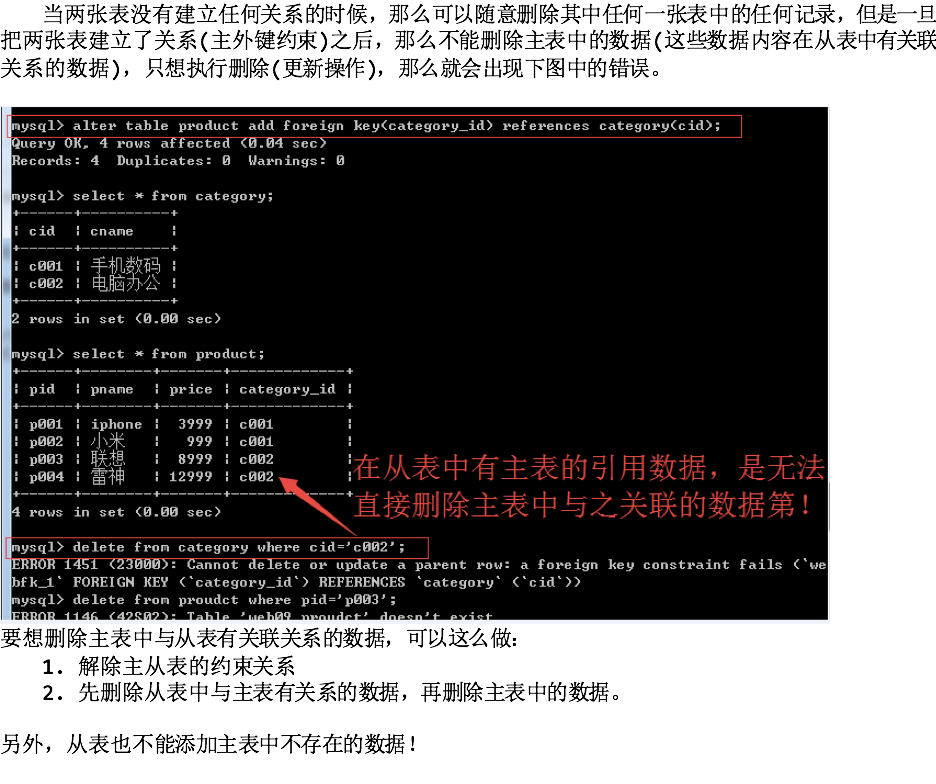 当两张表没有建立任何关系的时候，那么可以随意删除其中任何一张表中的任何记录，但是一旦
把两张表建立了关系(主外键约束)之后，那么不能删除主表中的数据(这些数据内容在从表中有关联
关系的数据)，只想执行删除(更新操作)，那么就会出现下图中的错误。
mysql> alter table product add foreign key(category_id) references category(cid);
Query OK, 4 rows affected (0.04 sec)
Records: 4  Duplicates: 0  Warnings: 0
mysql> select * from category;
+------+----------+
| cid  | cname    |
+------+----------+
| c001 | 手机数码 |
| c002 | 电脑办公 |
+------+----------+
2 rows in set (0.00 sec)
mysql> select * from product;
+------+--------+-------+-------------+
| pid  | pname  | price | category_id |
+------+--------+-------+-------------+
| p001 | iphone |  3999 | c001        |
| p002 | 小米   |   999 | c001        |
| p003 | 联想   |  8999 | c002        |
| p004 | 雷神   | 12999 | c002        |
+------+--------+-------+-------------+
在从表中有主表的引用数据，是无法
直接删除主表中与之关联的数据第！
4 rows in set (0.00 sec)
mysql> delete from category where cid='c002';
ERROR 1451 (23000): Cannot delete or update a parent row: a foreign key constraint fails (`we
bfk_1` FOREIGN KEY (`category_id`) REFERENCES `category` (`cid`))
mysql> delete from proudct where pid='p003';
ERROR 1146 (42S02): Table 'web09.proudct' doesn't exist
要想删除主表中与从表有关联关系的数据，可以这么做：
1. 解除主从表的约束关系
2. 先删除从表中与主表有关系的数据，再删除主表中的数据。
另外，从表也不能添加主表中不存在的数据！